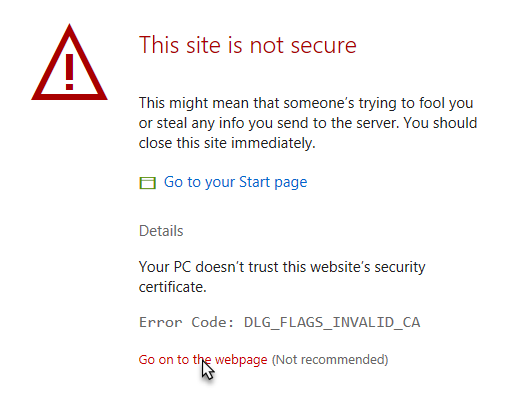 This site is not secure
This might mean that someone's trying to fool you
or steal any info you send to the server. You should
close this site immediately.
Go to your Start page
Details
Your PC doesn't trust this website's security
certificate.
Error Code: DLG_FLAGS_INVALID_CA
Go on to the webpage (Not recommended)